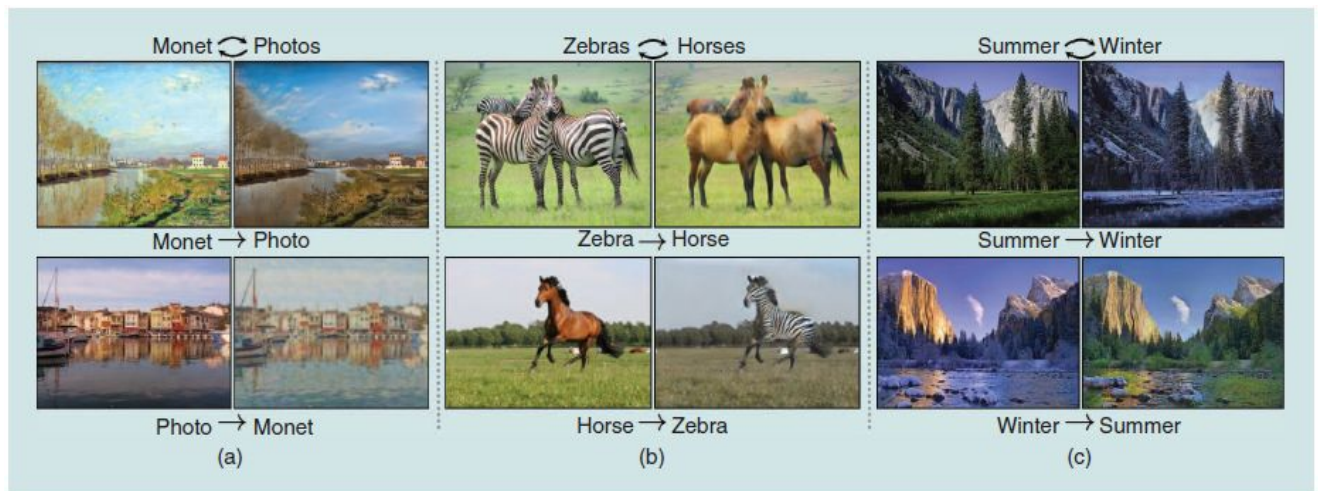 Monet ⇄ Photos
Zebras ⇄ Horses
Summer ⇄ Winter
Monet → Photo
Zebra → Horse
Summer → Winter
Photo → Monet
Horse → Zebra
Winter → Summer
(a)
(b)
(c)